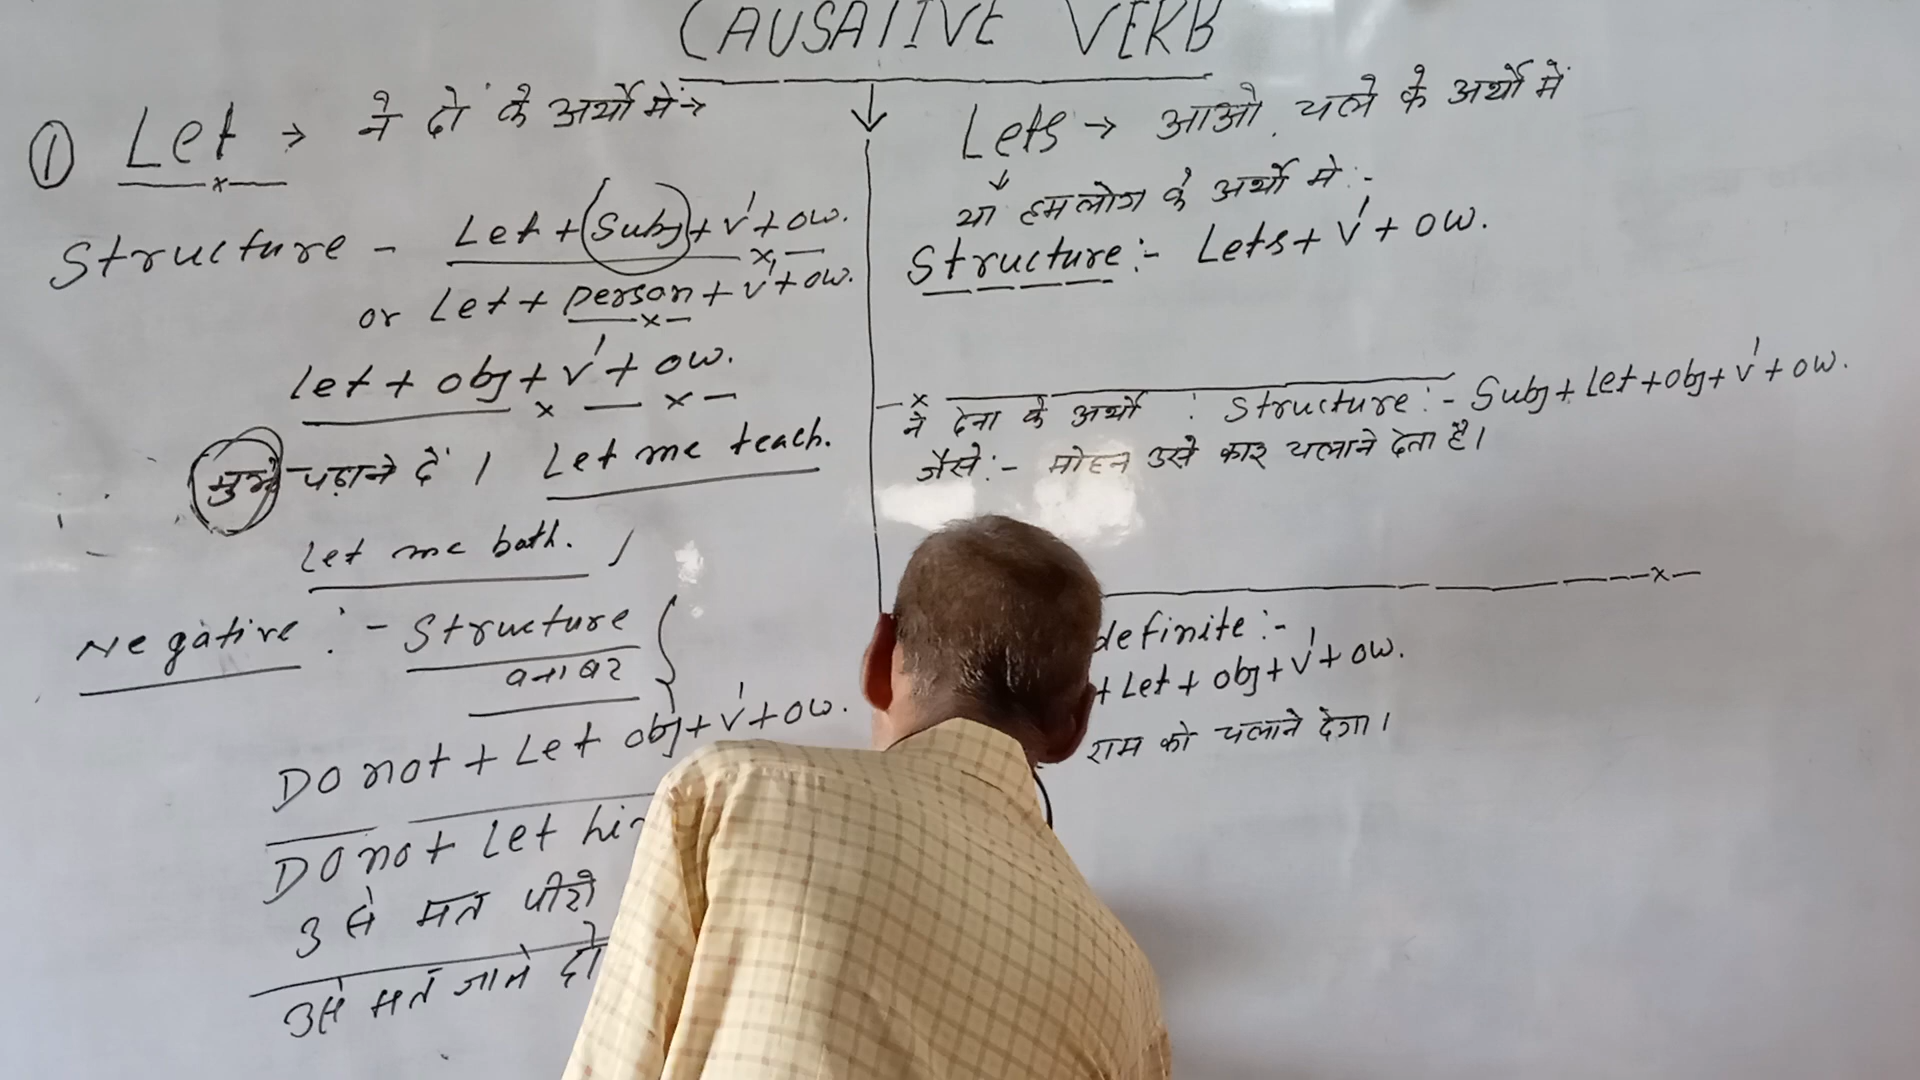 CAUSATIVE VERB
① Let → ने दो के अर्थो में →
Structure - Let + (Subj) + V¹ + ow.
or Let + person + V¹ + ow.
Let + obj + V¹ + ow.
मुझे पढ़ाने दें । Let me teach.
Let me bath.
Negative :- Structure
DO not + Let obj + V¹ + ow.
DO not Let
उसे मत
उसे मत जाने दो
Lets → आओ, चले के अर्थो में
या हमलोग के अर्थो मे :-
Structure :- Lets + V¹ + ow.
ने देना के अर्थो : Structure :- Subj + Let + obj + V¹ + ow.
जैसे :- मोहन उसे कार चलाने देता है।
definite :-
+ Let + obj + V¹ + ow.
राम को चलाने देगा।